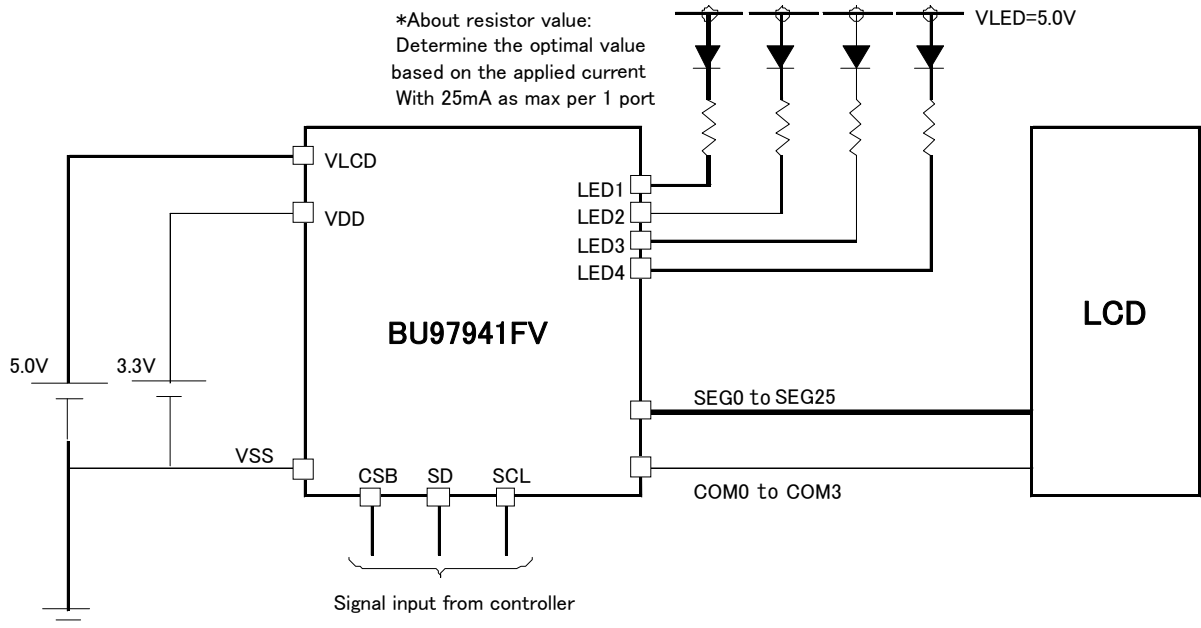 *About resistor value:
Determine the optimal value
based on the applied current
With 25mA as max per 1 port
VLED=5.0V
VLCD
VDD
LED1
LED2
LED3
LED4
BU97941FV
LCD
5.0V
3.3V
SEG0 to SEG25
VSS
CSB SD SCL
COM0 to COM3
Signal input from controller